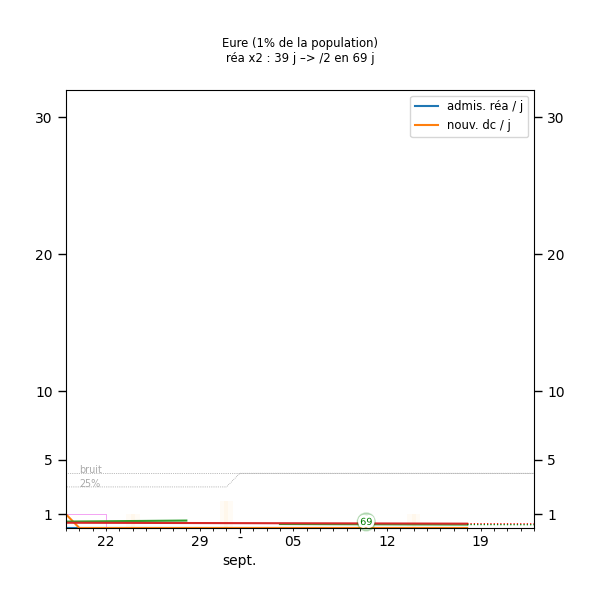 Eure (1% de la population)
réa x2 : 39 j –> /2 en 69 j
admis. réa / j
nouv. dc / j
30 30
20 20
10 10
5 5
bruit
25%
1 69 1
22 29 - 05 12 19
sept.